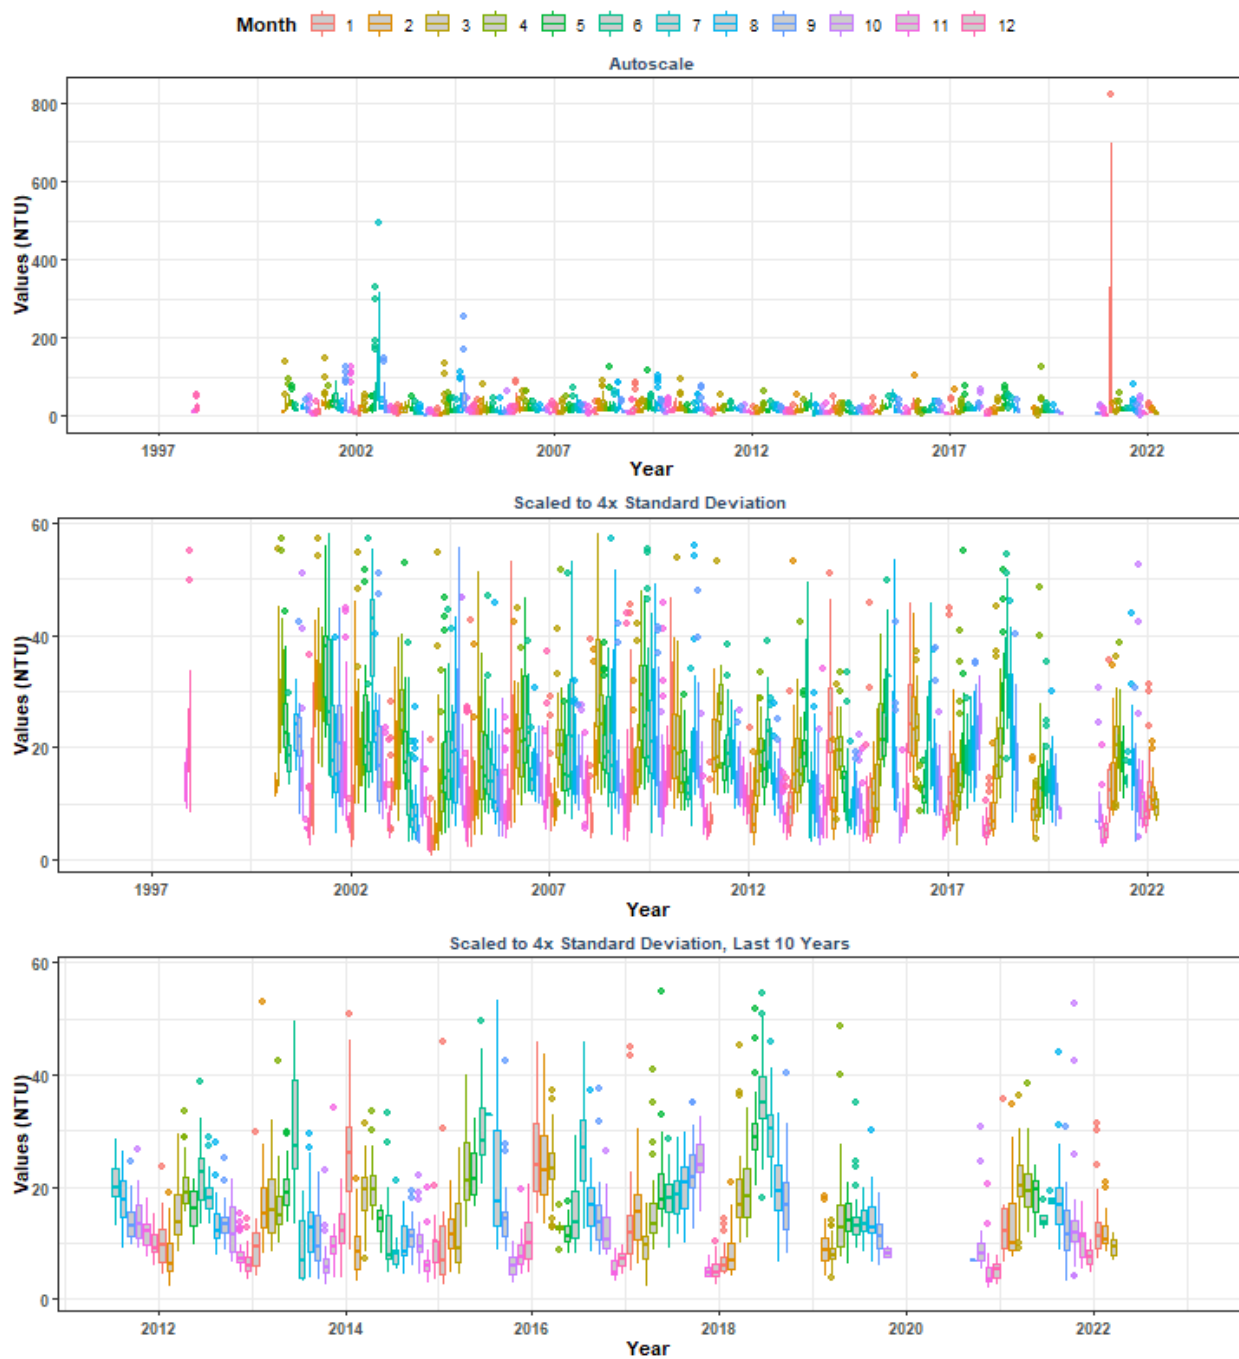 Month 1 2 3 4 5 6 7 8 9 10 11 12
Autoscale
Values (NTU)
800
600
400
200
0
1997 2002 2007 2012 2017 2022
Year
Scaled to 4x Standard Deviation
Values (NTU)
60
40
20
0
1997 2002 2007 2012 2017 2022
Year
Scaled to 4x Standard Deviation, Last 10 Years
Values (NTU)
60
40
20
0
2012 2014 2016 2018 2020 2022
Year